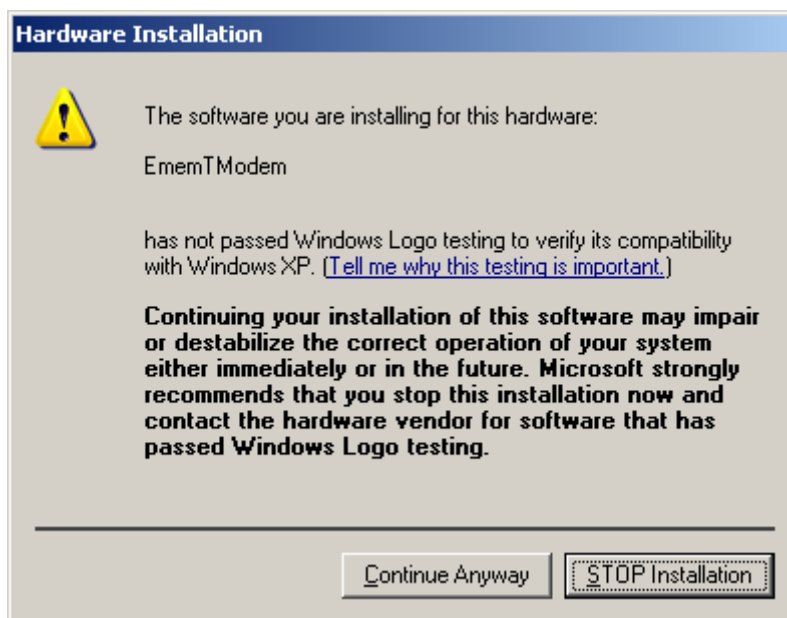 Hardware Installation
The software you are installing for this hardware:
EmemTModem
has not passed Windows Logo testing to verify its compatibility
with Windows XP. (Tell me why this testing is important.)
Continuing your installation of this software may impair
or destabilize the correct operation of your system
either immediately or in the future. Microsoft strongly
recommends that you stop this installation now and
contact the hardware vendor for software that has
passed Windows Logo testing.
Continue Anyway
STOP Installation